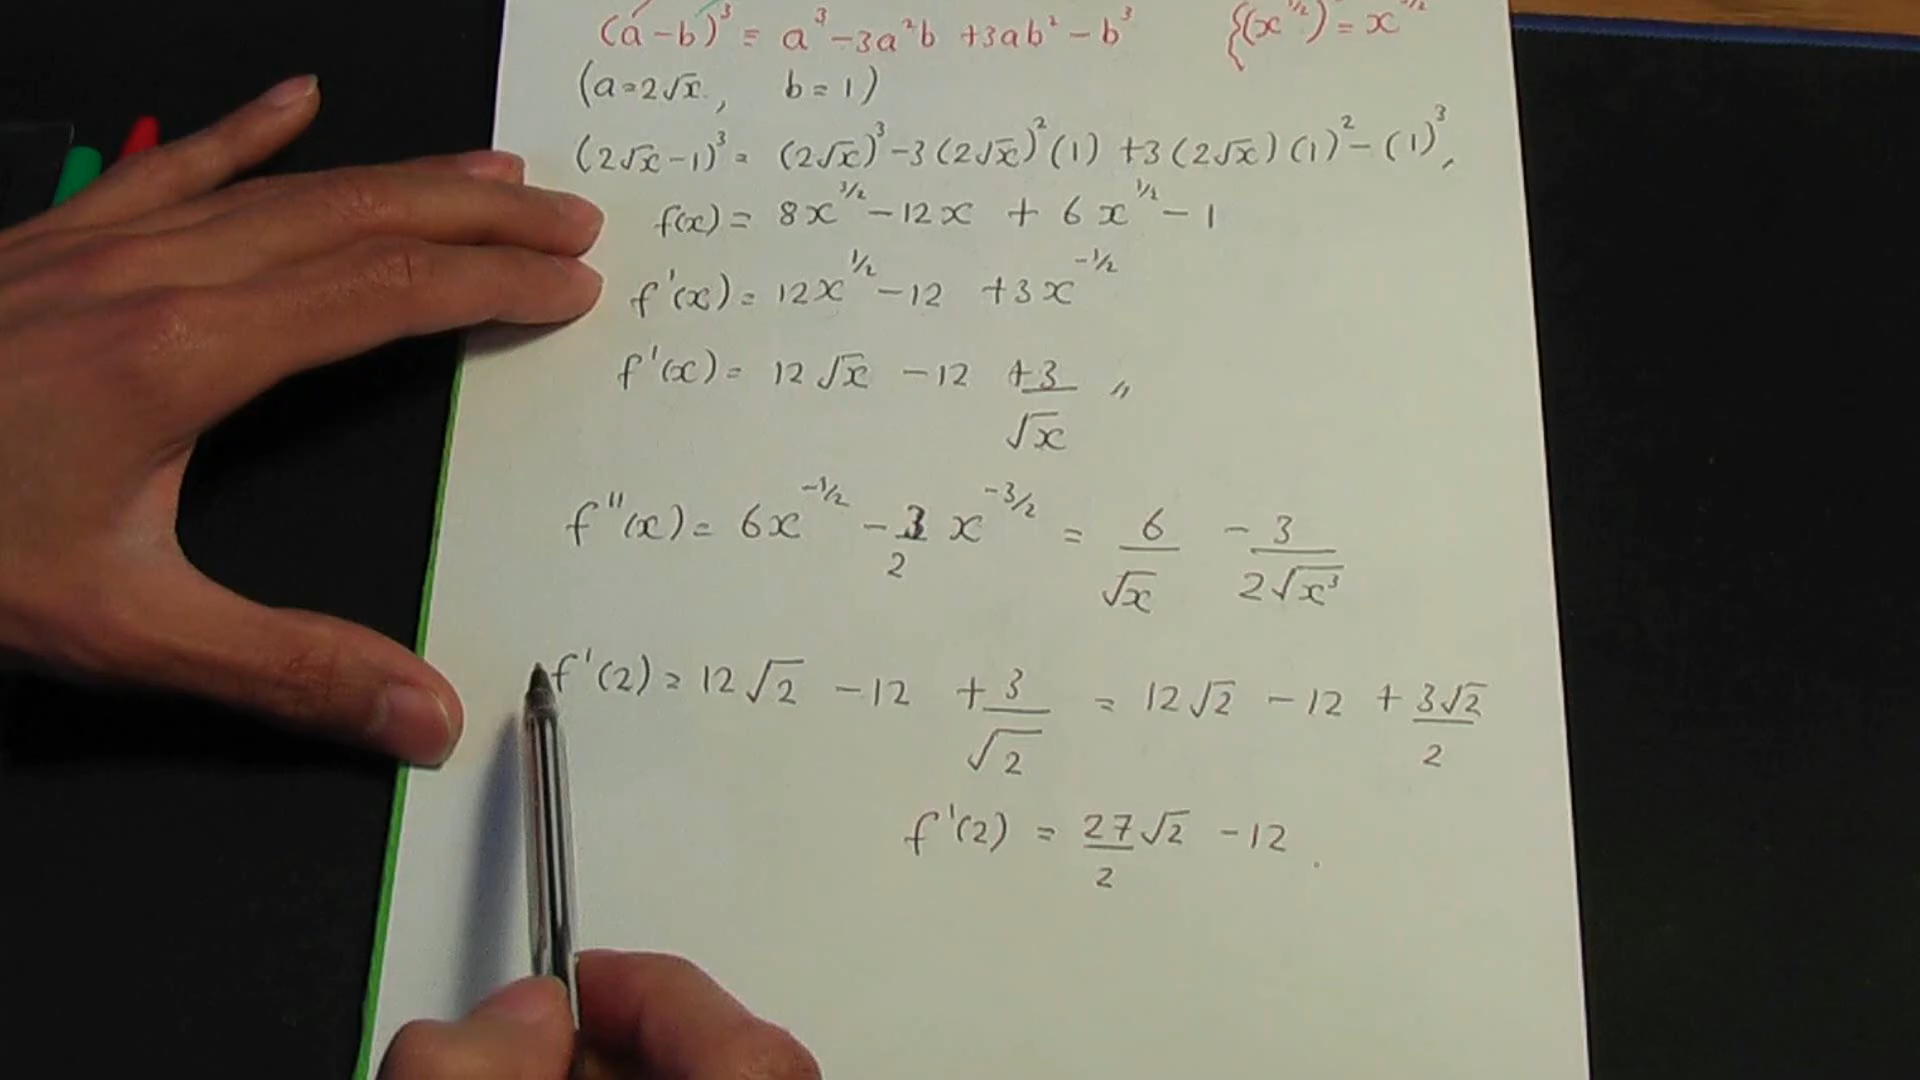 (a-b)³ = a³ -3a²b +3ab² - b³ {(x^1/2) = x
(a=2√x, b=1)
(2√x-1)³ = (2√x)³ -3(2√x)²(1) +3(2√x)(1)² - (1)³,
f(x) = 8x^3/2 - 12x + 6x^1/2 - 1
f'(x) = 12x^1/2 - 12 + 3x^-1/2
f'(x) = 12√x - 12 + 3/√x "
f''(x) = 6x^-1/2 - 3/2 x^-3/2 = 6/√x - 3/2√x³
f'(2) = 12√2 - 12 + 3/√2 = 12√2 - 12 + 3√2/2
f'(2) = 27/2 √2 - 12.